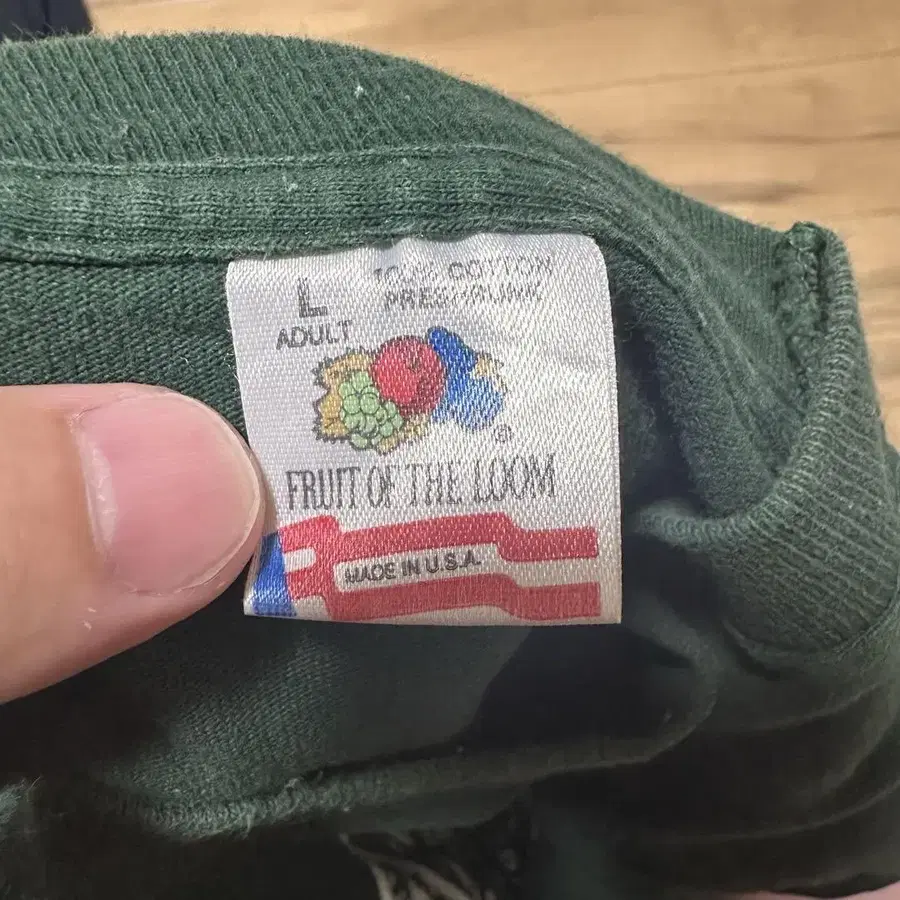 L
ADULT
100% COTTON
PRESHRUNK
®
FRUIT OF THE LOOM
MADE IN U.S.A.